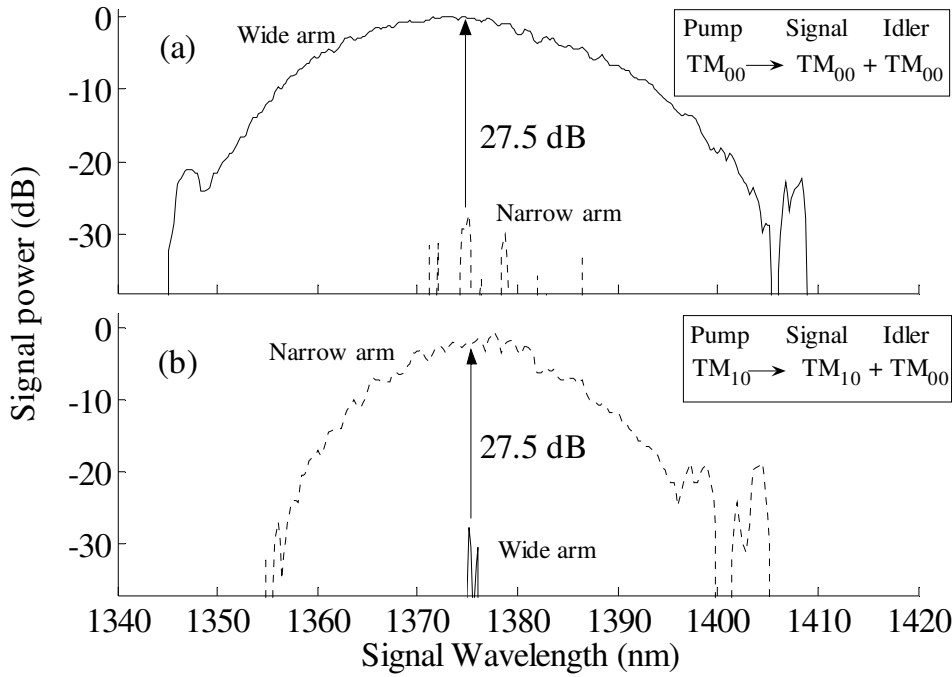 (a)
Wide arm
27.5 dB
Narrow arm
Pump Signal Idler
TM00 → TM00 + TM00
0
-10
-20
-30
Signal power (dB)
(b)
Narrow arm
27.5 dB
Wide arm
Pump Signal Idler
TM10 → TM10 + TM00
0
-10
-20
-30
1340 1350 1360 1370 1380 1390 1400 1410 1420
Signal Wavelength (nm)